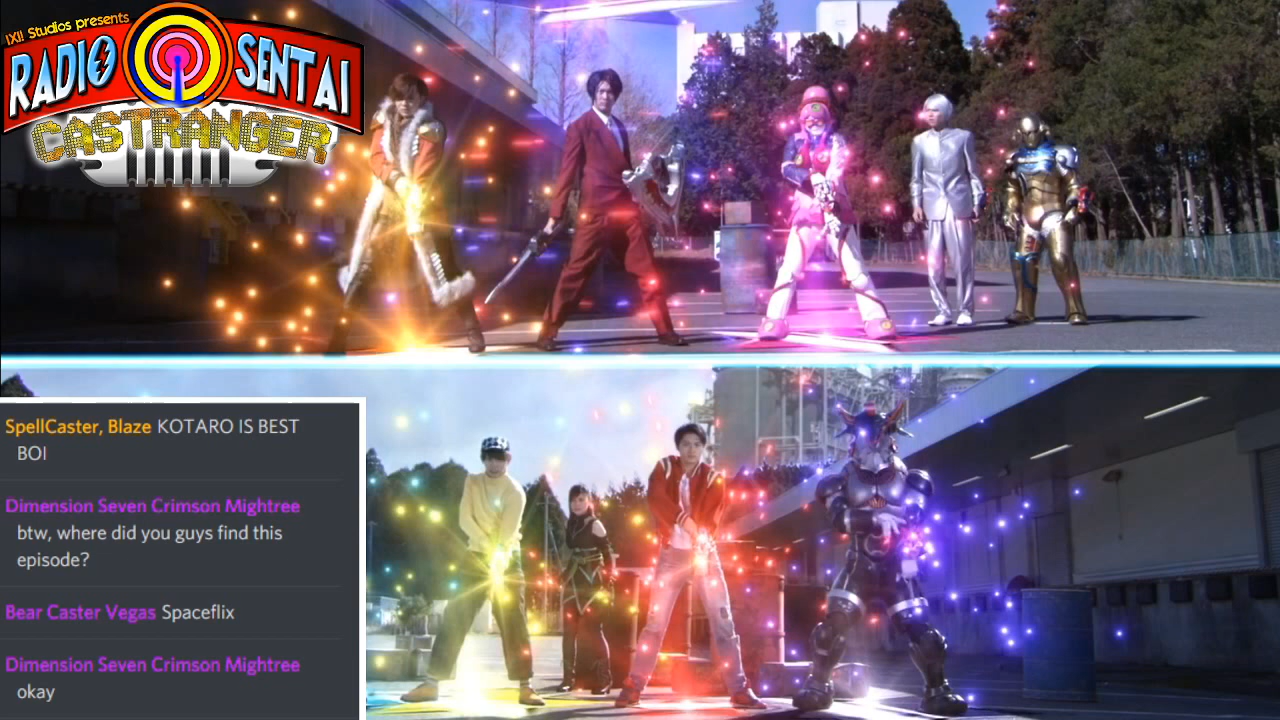 IXII Studios presents
RADIO SENTAI
CASTRANGER
SpellCaster, Blaze KOTARO IS BEST
BOI
Dimension Seven Crimson Mightree
btw, where did you guys find this
episode?
Bear Caster Vegas Spaceflix
Dimension Seven Crimson Mightree
okay